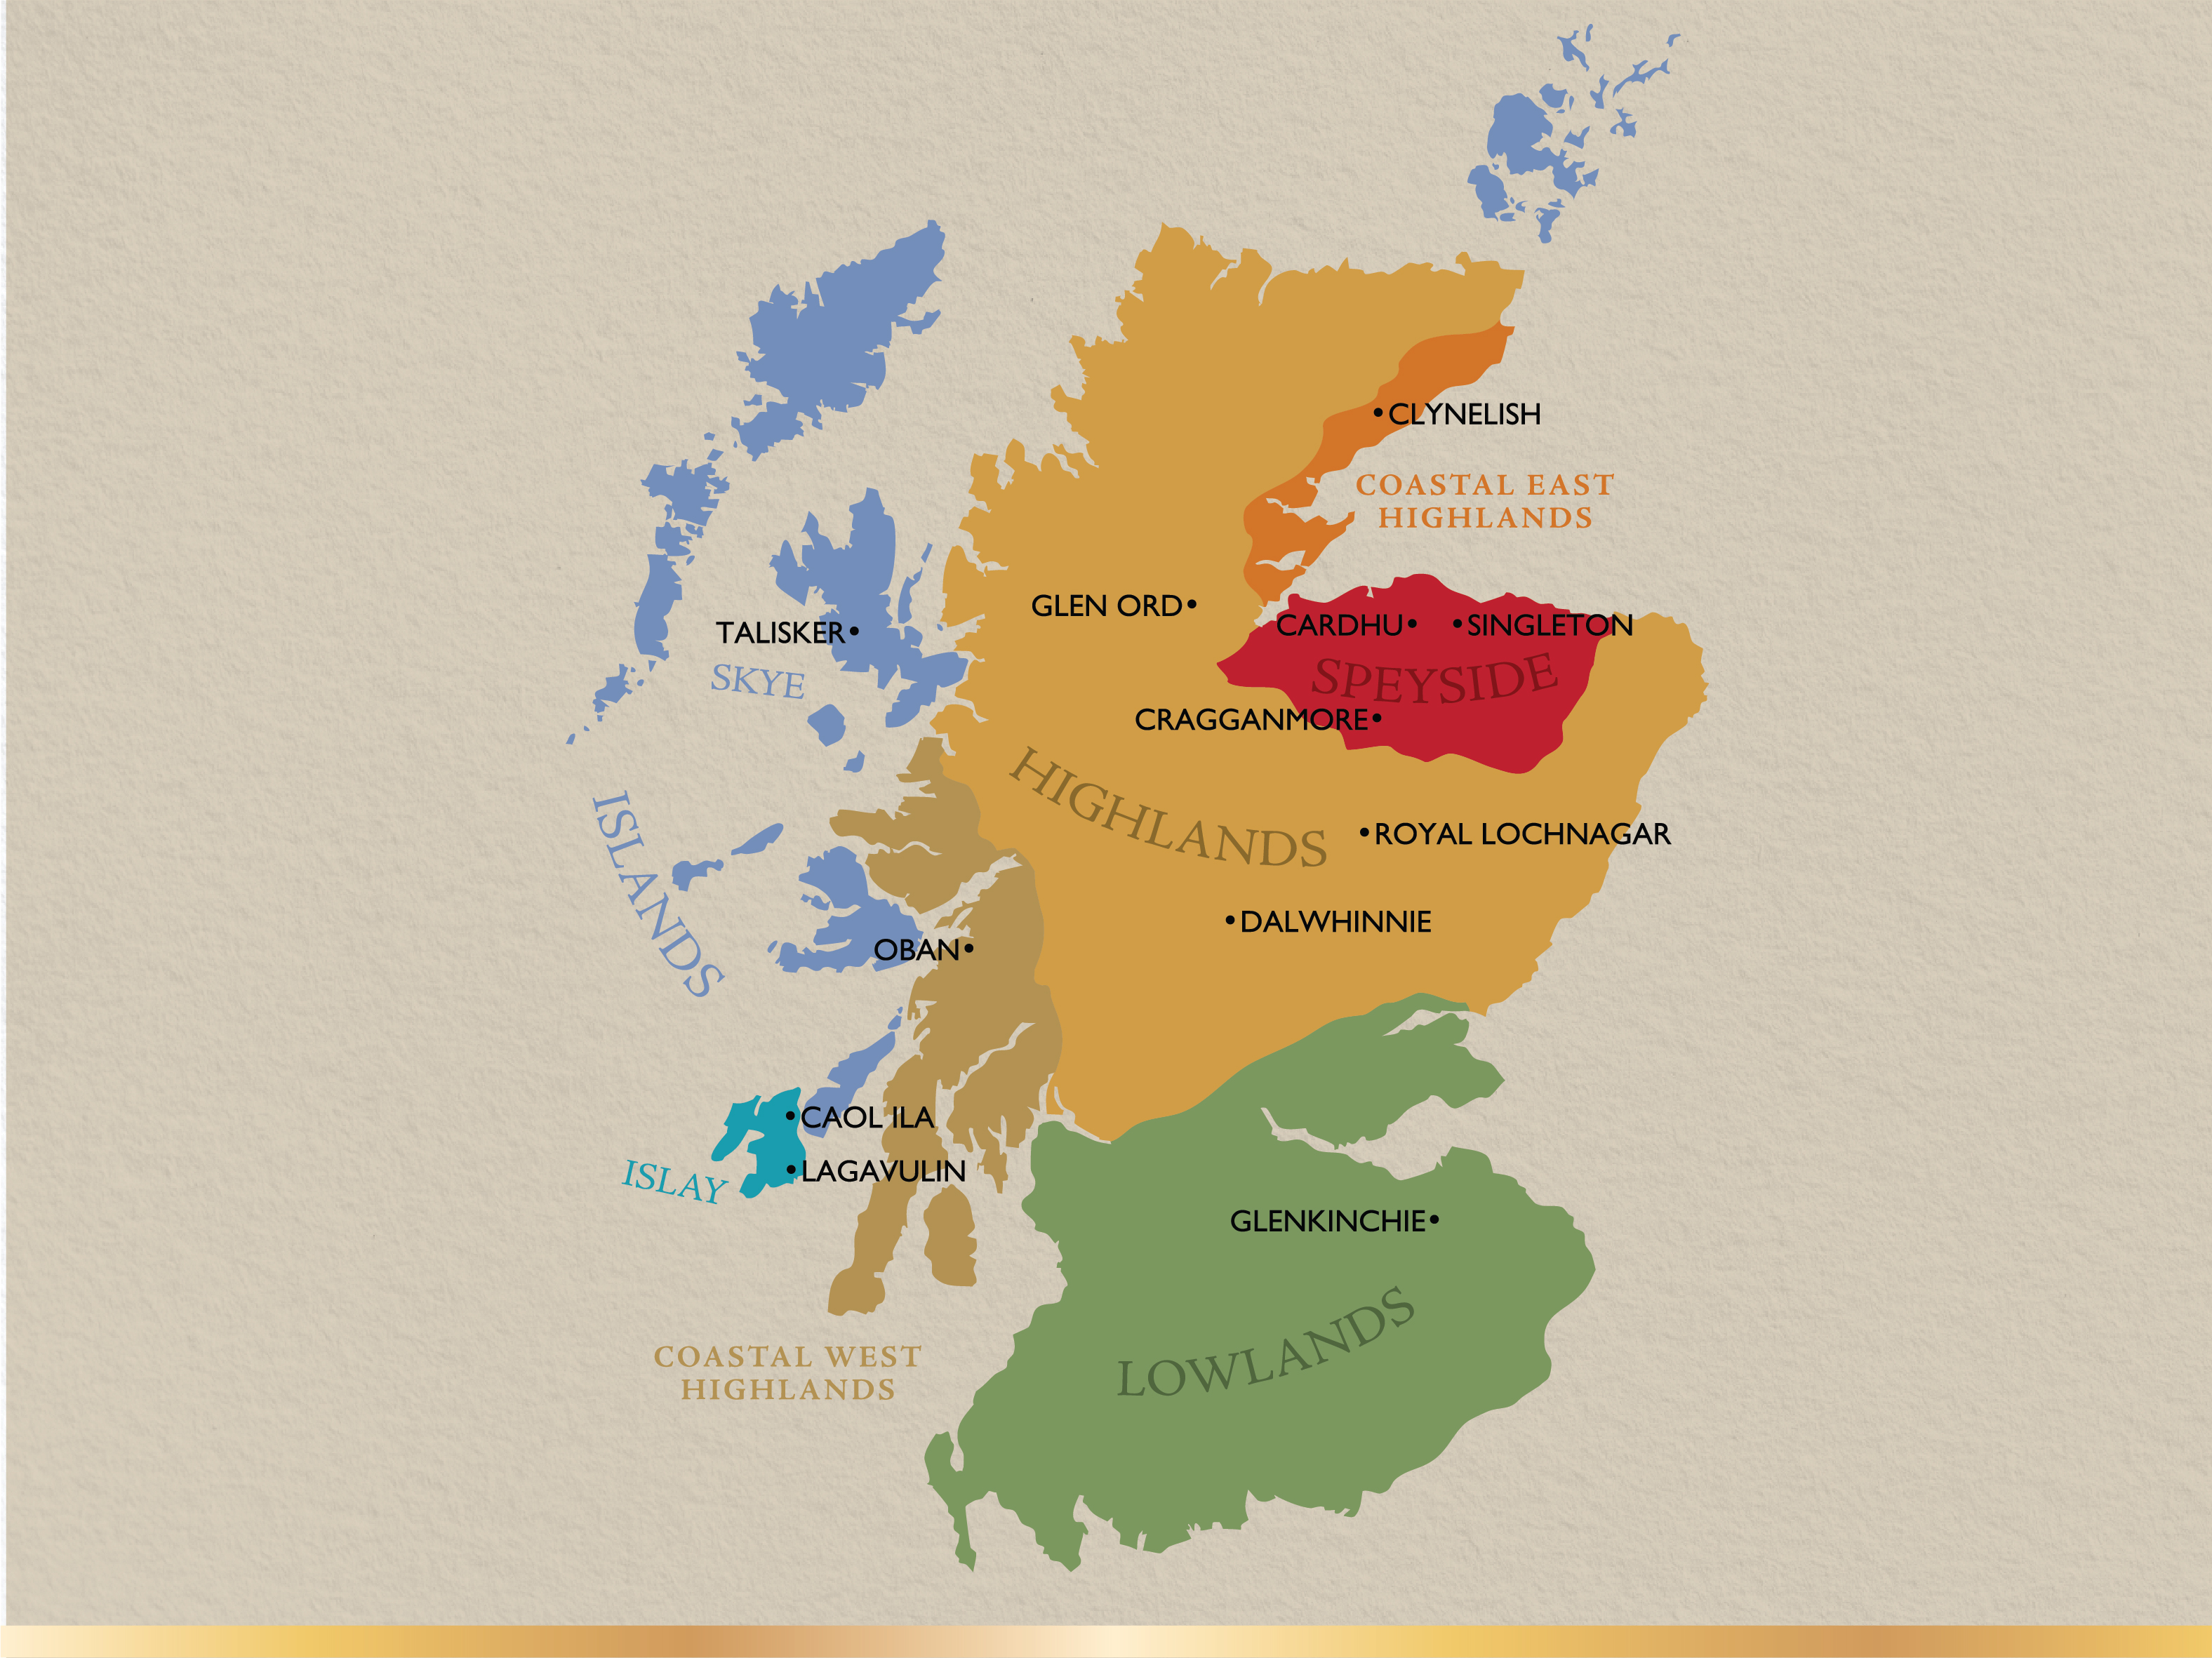 CLYNELISH
COASTAL EAST
HIGHLANDS
GLEN ORD
CARDHU
SINGLETON
TALISKER
SKYE
SPEYSIDE
CRAGGANMORE
HIGHLANDS
ISLANDS
ROYAL LOCHNAGAR
DALWHINNIE
OBAN
CAOL ILA
LAGAVULIN
ISLAY
GLENKINCHIE
LOWLANDS
COASTAL WEST
HIGHLANDS